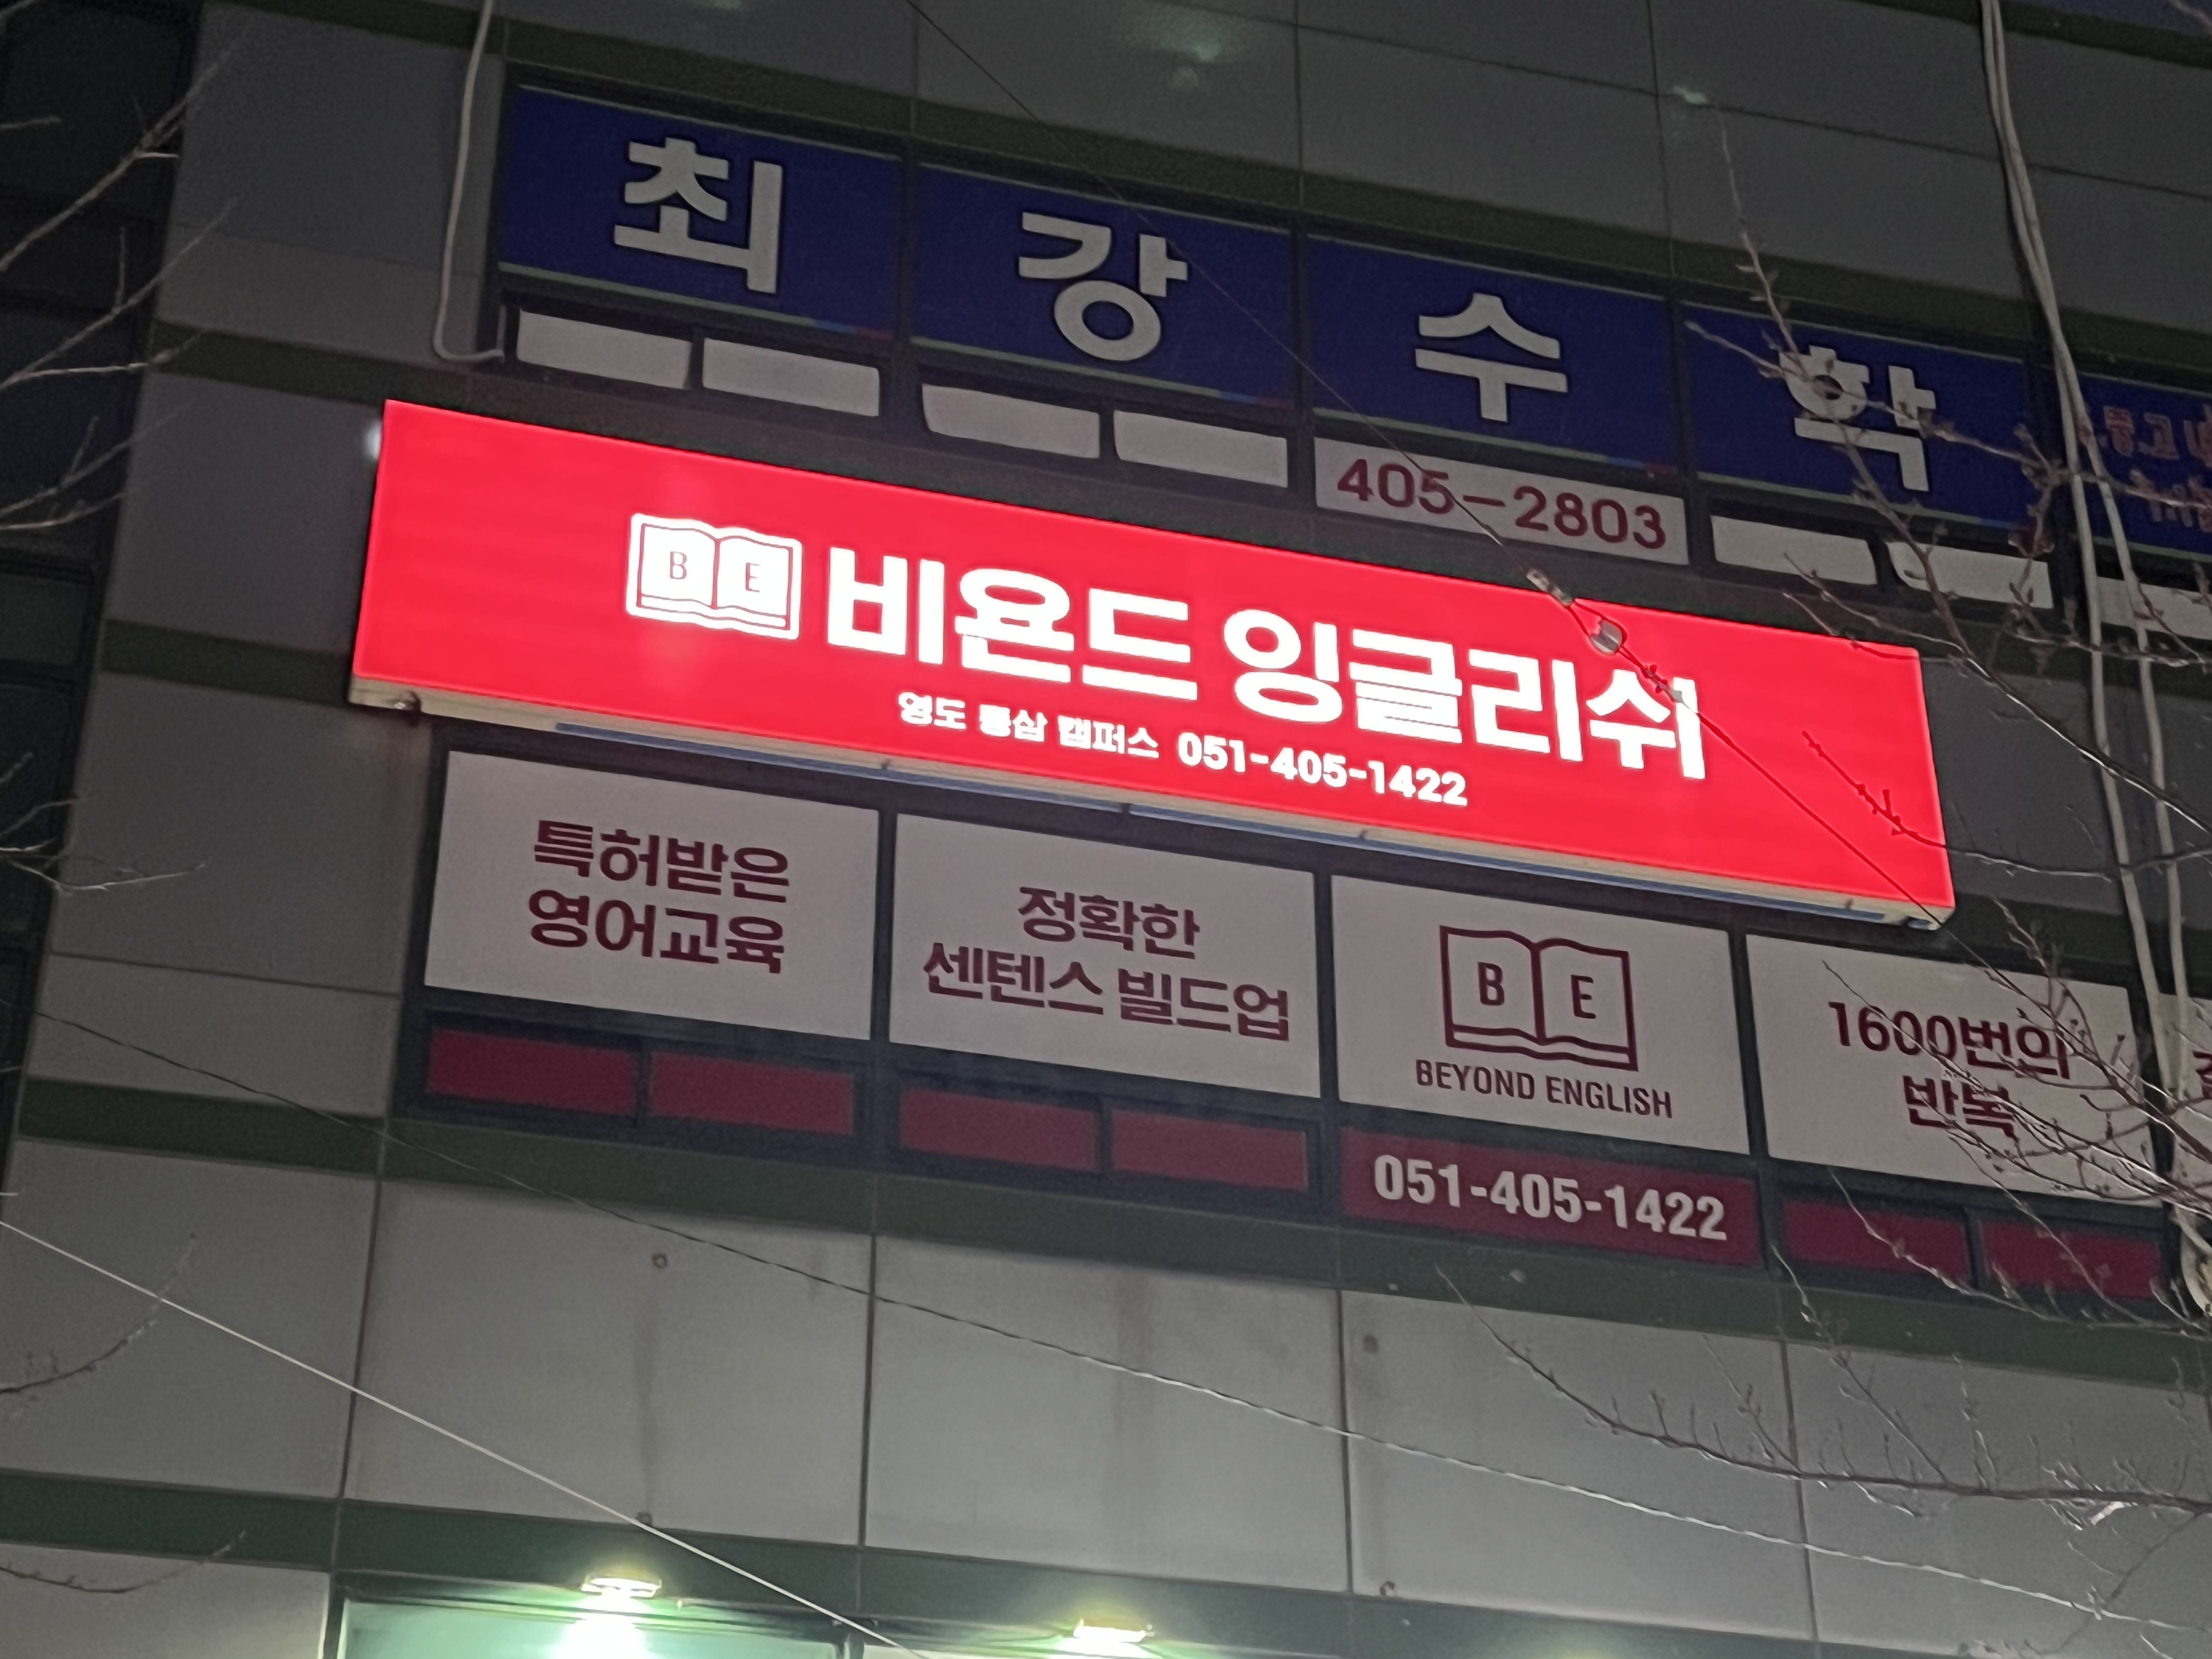 최강수학
405-2803
B E
비욘드 잉글리쉬
영도 동삼 캠퍼스 051-405-1422
특허받은
영어교육
정확한
센텐스 빌드업
B E
BEYOND ENGLISH
051-405-1422
1600번의
반복